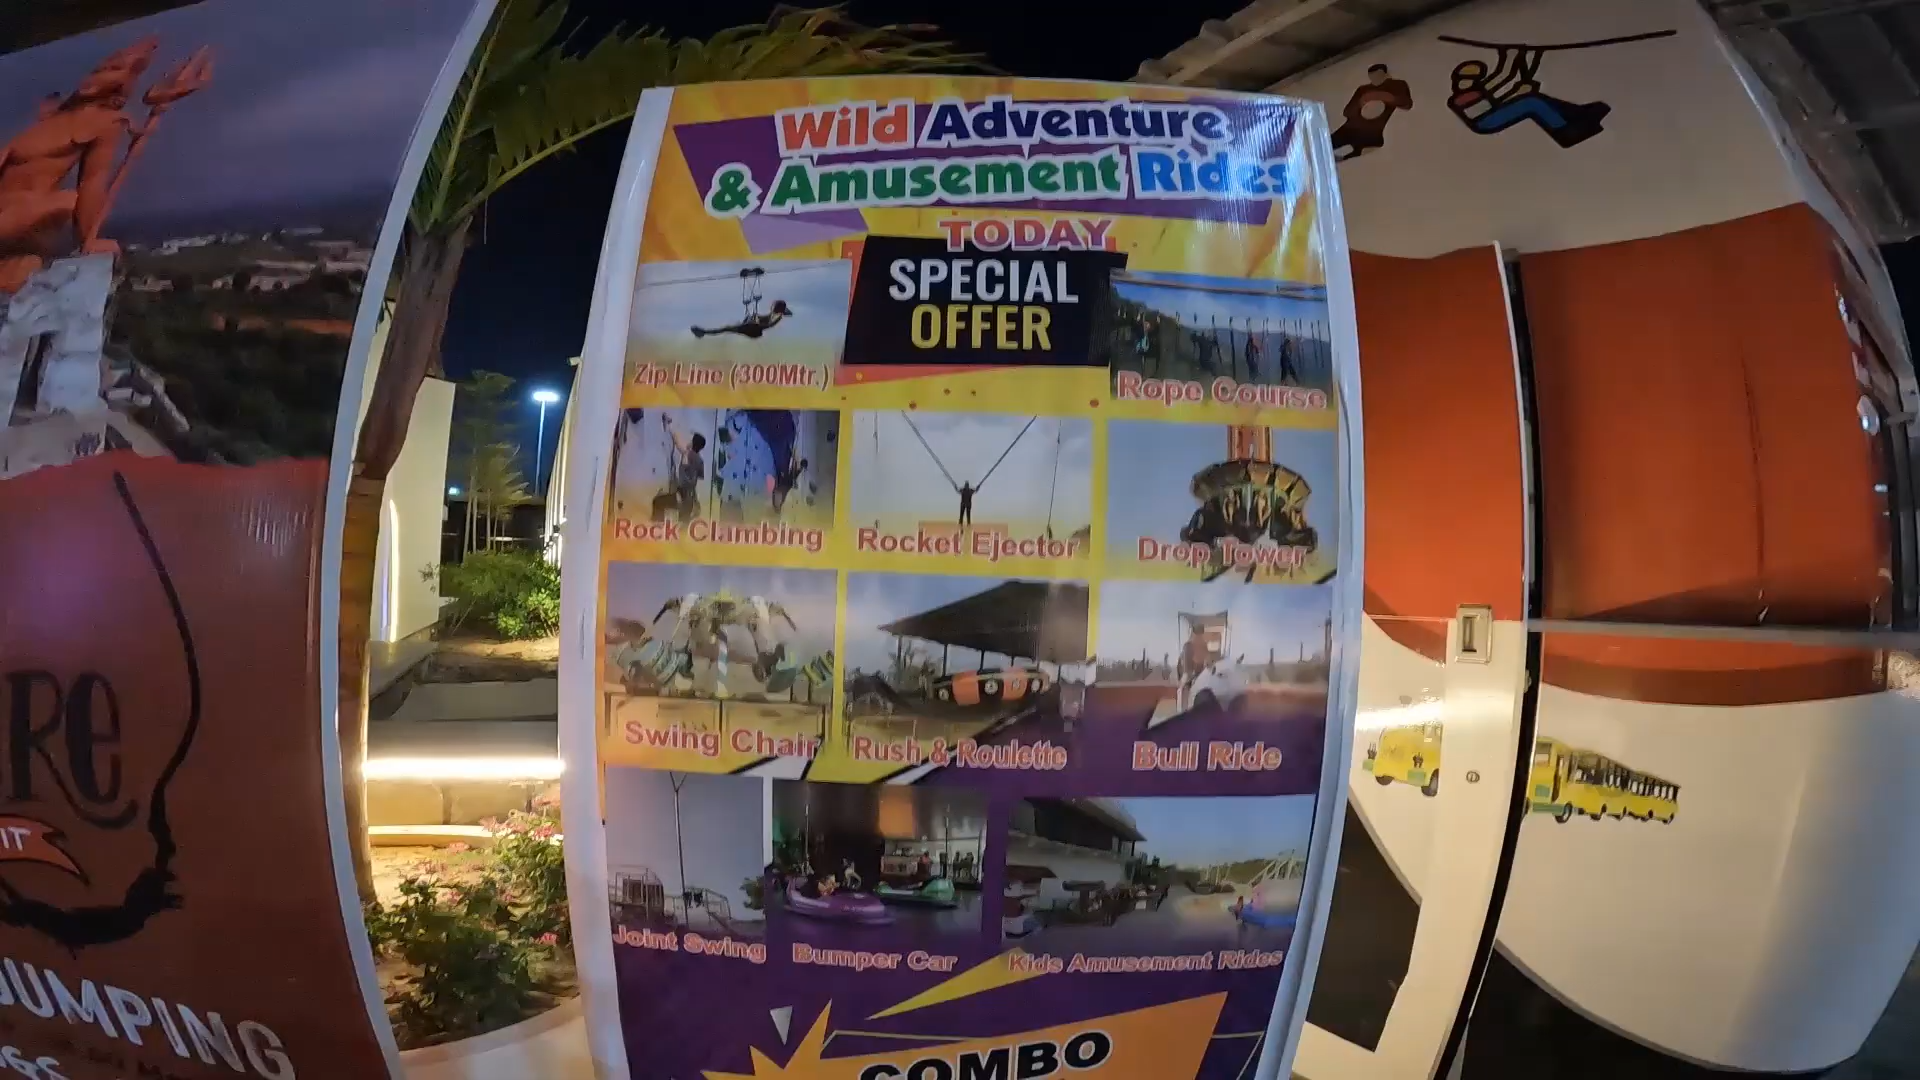 Wild Adventure
& Amusement Rides
TODAY
SPECIAL
OFFER
Zip Line (300Mtr.)
Rope Course
Rock Clambing
Rocket Ejector
Drop Tower
Swing Chair
Rush & Roulette
Bull Ride
Joint Swing
Bumper Car
Kids Amusement Rides
COMBO
RE
IT
JUMPING